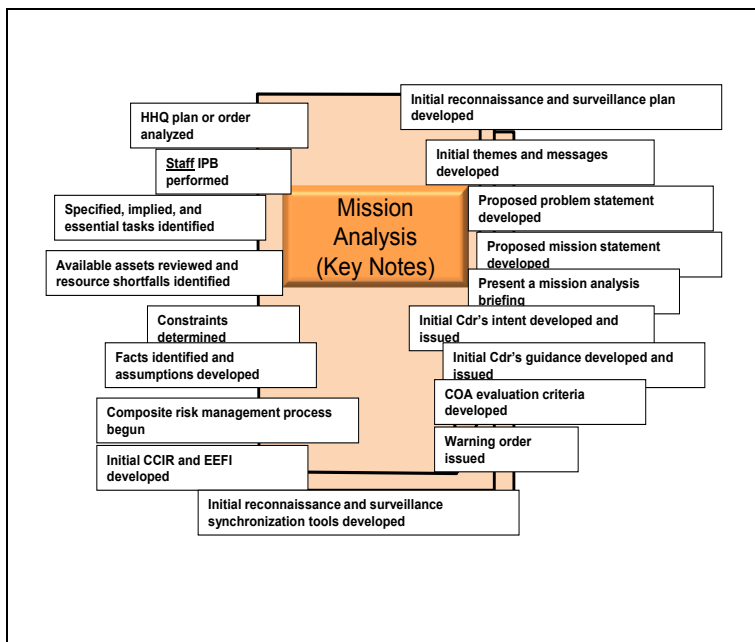 HHQ plan or order
analyzed
Staff IPB
performed
Specified, implied, and
essential tasks identified
Available assets reviewed and
resource shortfalls identified
Constraints
determined
Facts identified and
assumptions developed
Composite risk management process
begun
Initial CCIR and EEFI
developed
Initial reconnaissance and surveillance
synchronization tools developed
Mission
Analysis
(Key Notes)
Initial reconnaissance and surveillance plan
developed
Initial themes and messages
developed
Proposed problem statement
developed
Proposed mission statement
developed
Present a mission analysis
briefing
Initial Cdr's intent developed and
issued
Initial Cdr's guidance developed and
issued
COA evaluation criteria
developed
Warning order
issued